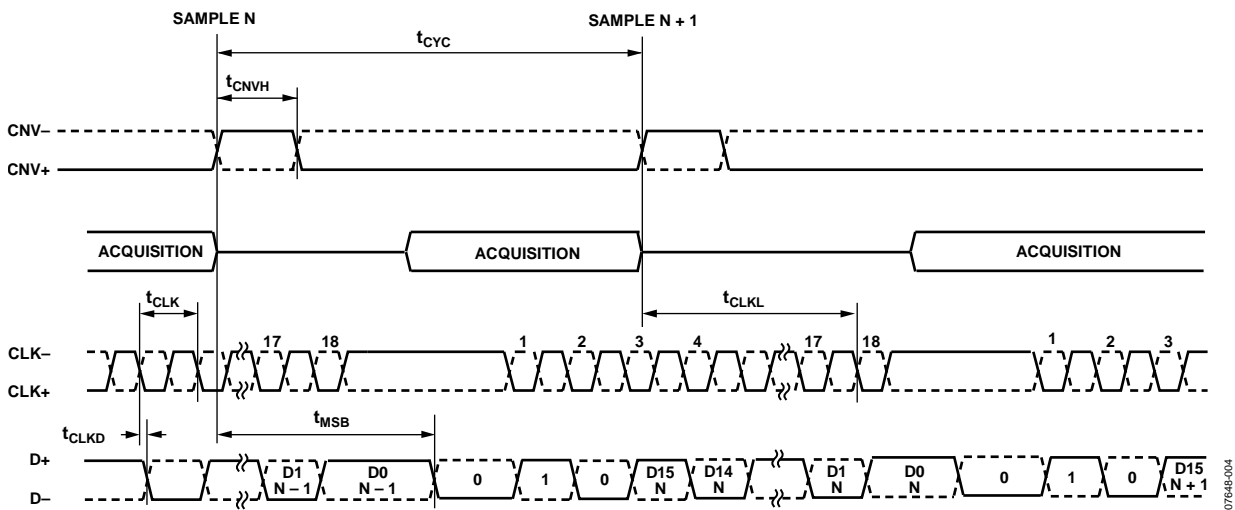 SAMPLE N
SAMPLE N + 1
tCYC
tCNVH
CNV–
CNV+
ACQUISITION
ACQUISITION
ACQUISITION
tCLK
tCLKL
CLK–
CLK+
17 18 1 2 3 4 17 18 1 2 3
tCLKD
tMSB
D+
D–
D1 N – 1
D0 N – 1
0 1 0
D15 N
D14 N
D1 N
D0 N
0 1 0
D15 N + 1
07648-004